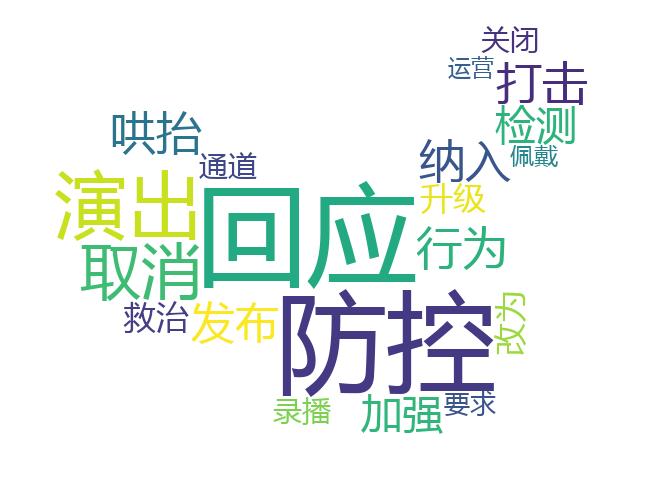 关闭
运营
打击
哄抬
检测
纳入
佩戴
通道
演出
回应
升级
取消
行为
救治
发布
防控
改为
录播
加强
要求